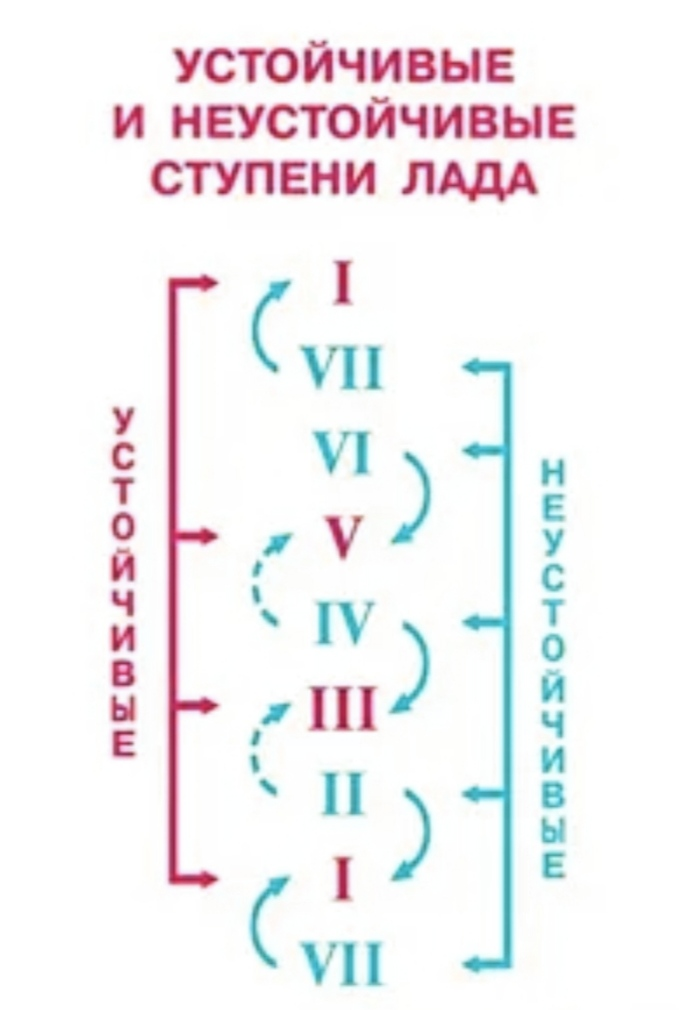 УСТОЙЧИВЫЕ
И НЕУСТОЙЧИВЫЕ
СТУПЕНИ ЛАДА
УСТОЙЧИВЫЕ
I
VII
VI
V
IV
III
II
I
VII
НЕУСТОЙЧИВЫЕ